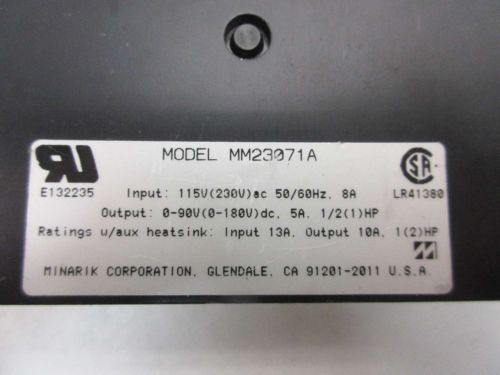 MODEL MM23071A
E132235
Input: 115V(230V)ac 50/60Hz, 8A
LR41380
Output: 0-90V(0-180V)dc, 5A, 1/2(1)HP
Ratings w/aux heatsink: Input 13A, Output 10A, 1(2)HP
MINARIK CORPORATION, GLENDALE, CA 91201-2011 U.S.A.